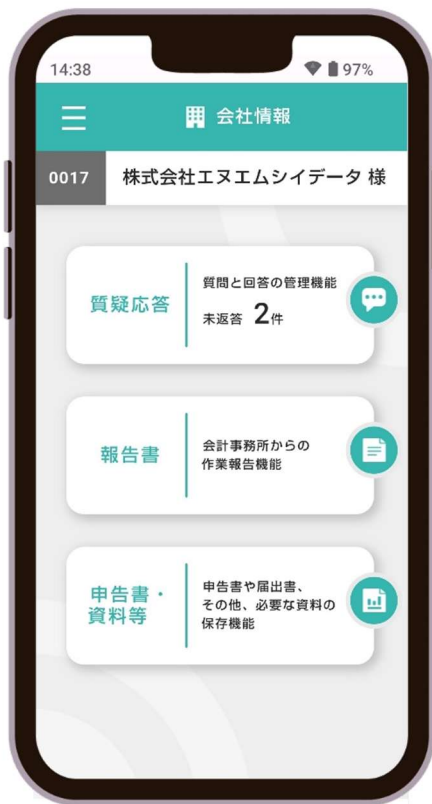 14:38
97%
会社情報
0017
株式会社エヌエムシイデータ 様
質疑応答
質問と回答の管理機能
未返答 2件
報告書
会計事務所からの
作業報告機能
申告書・
資料等
申告書や届出書、
その他、必要な資料の
保存機能